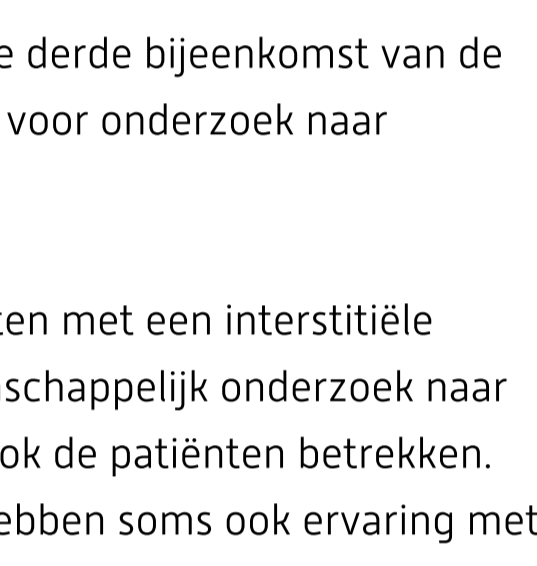 e derde bijeenkomst van de
voor onderzoek naar
en met een interstitiële
schappelijk onderzoek naar
ok de patiënten betrekken.
ebben soms ook ervaring met